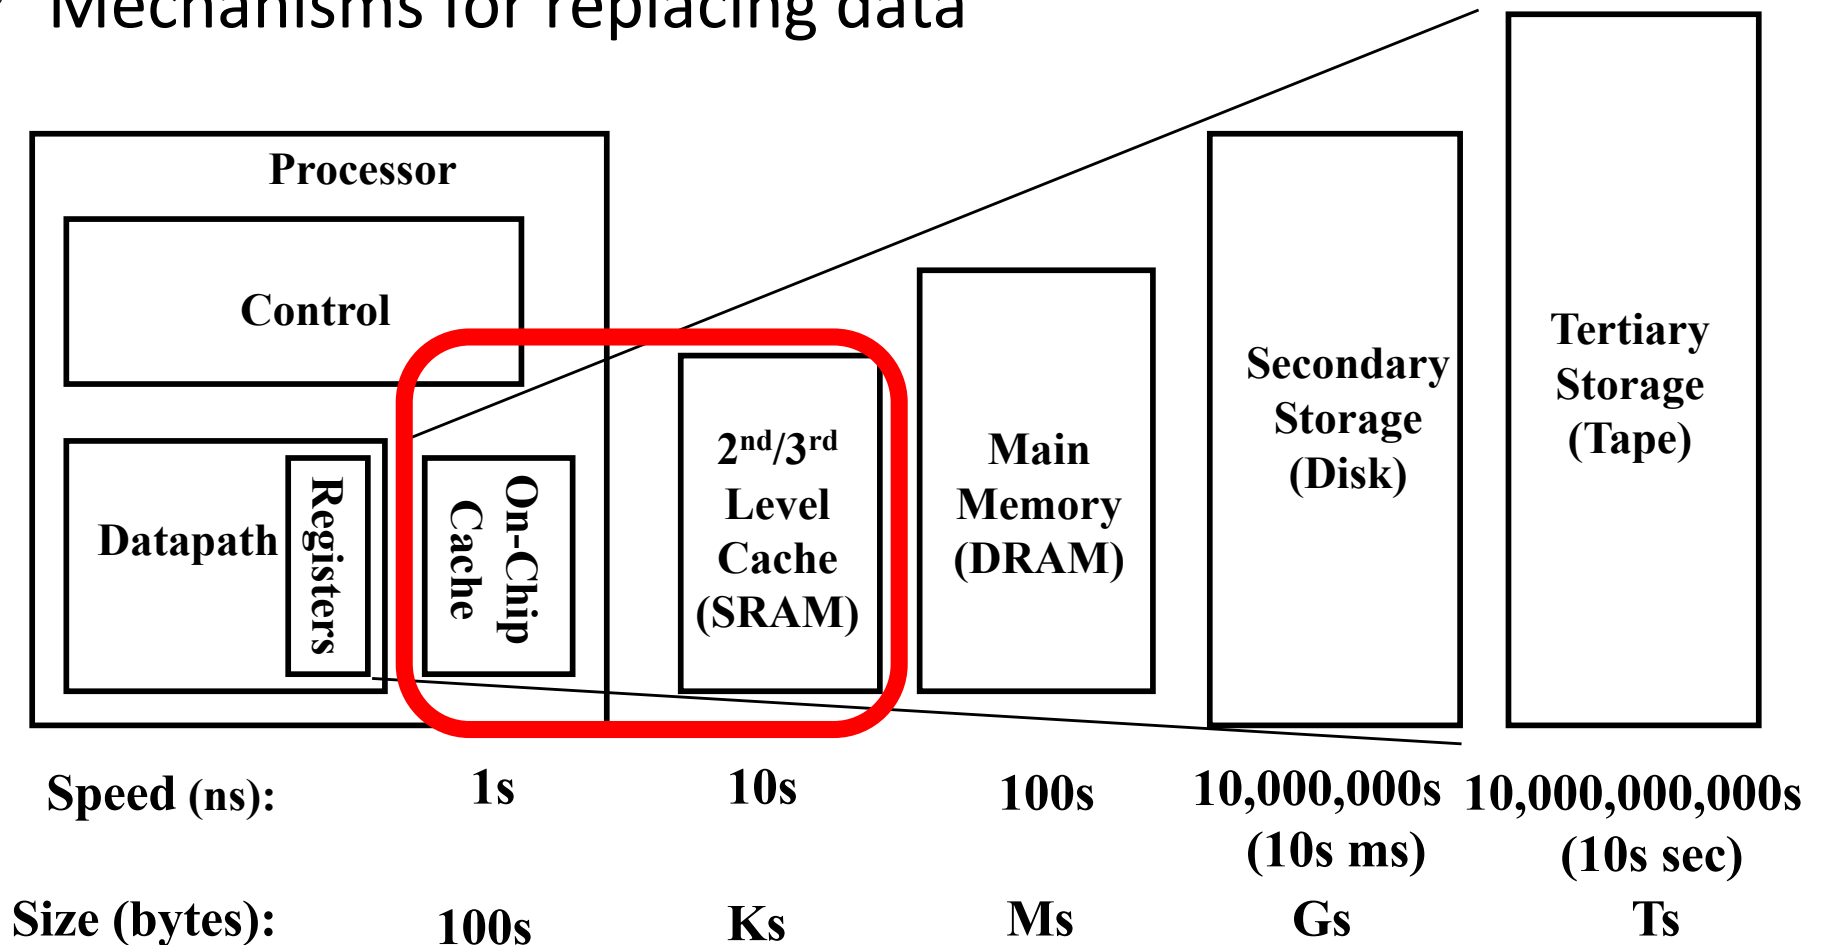 Mechanisms for replacing data
Processor
Control
Datapath
Registers
On-Chip
Cache
2nd/3rd
Level
Cache
(SRAM)
Main
Memory
(DRAM)
Secondary
Storage
(Disk)
Tertiary
Storage
(Tape)
Speed (ns): 1s 10s 100s 10,000,000s 10,000,000,000s
(10s ms) (10s sec)
Size (bytes): 100s Ks Ms Gs Ts